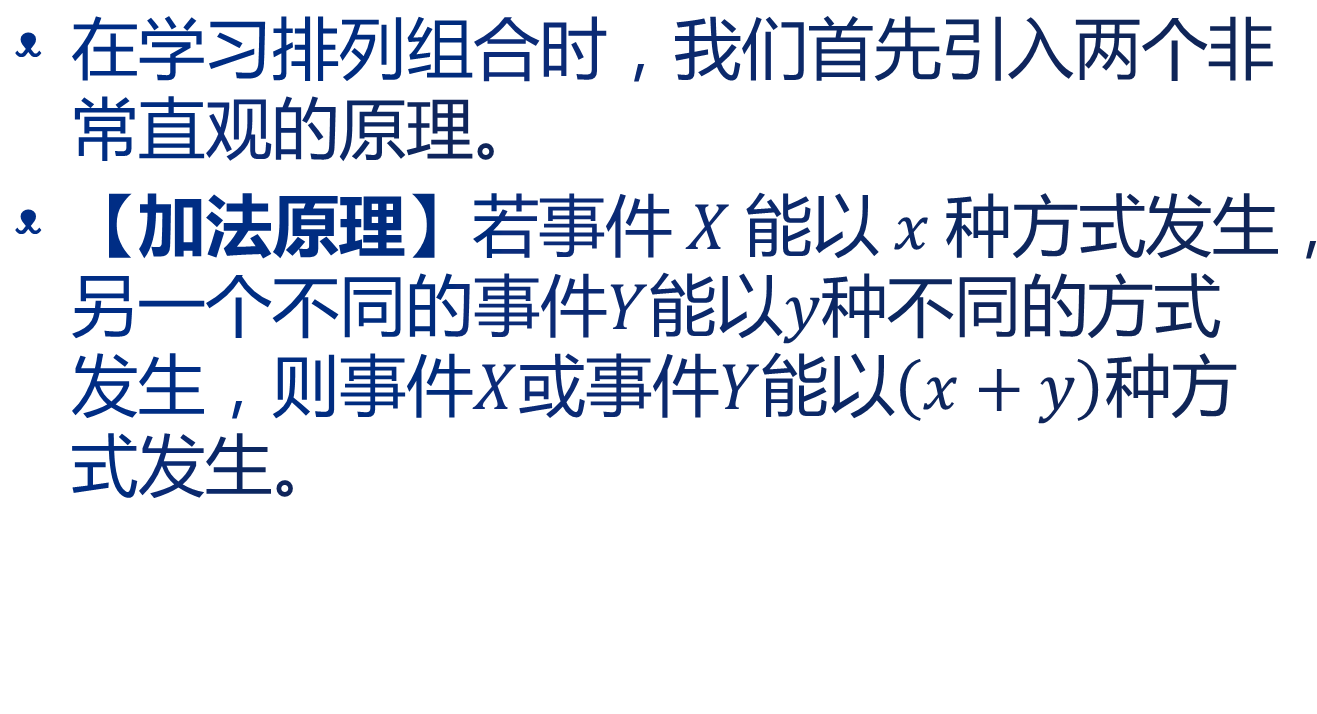 在学习排列组合时，我们首先引入两个非
常直观的原理。
【加法原理】若事件 X 能以 x 种方式发生，
另一个不同的事件Y能以y种不同的方式
发生，则事件X或事件Y能以(x + y)种方
式发生。